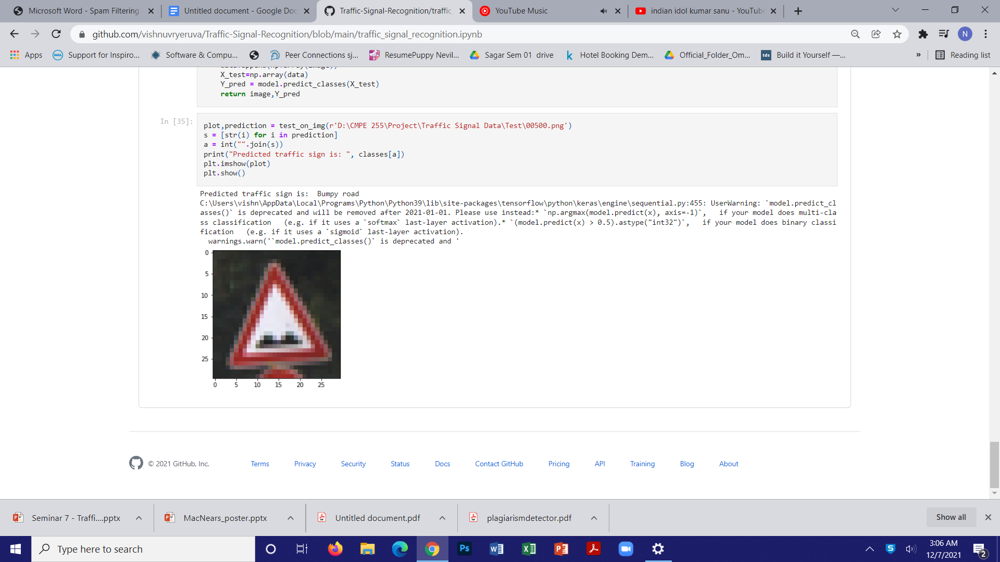 Microsoft Word - Spam Filtering
Untitled document - Google Doc
Traffic-Signal-Recognition/traffic_
YouTube Music
indian idol kumar sanu - YouTube
github.com/vishnuvryeruva/Traffic-Signal-Recognition/blob/main/traffic_signal_recognition.ipynb
N
Apps
DELL
Support for Inspiro...
Software & Compu...
Peer Connections sj...
ResumePuppy Nevil...
Sagar Sem 01 drive
k
Hotel Booking Dem...
Official_Folder_Om...
tds
Build it Yourself —...
»
Reading list
data.append(np.array(image))
X_test=np.array(data)
Y_pred = model.predict_classes(X_test)
return image,Y_pred
In [35]:
plot,prediction = test_on_img(r'D:\CMPE 255\Project\Traffic Signal Data\Test\00500.png')
s = [str(i) for i in prediction]
a = int("".join(s))
print("Predicted traffic sign is: ", classes[a])
plt.imshow(plot)
plt.show()
Predicted traffic sign is:  Bumpy road
C:\Users\vishn\AppData\Local\Programs\Python\Python39\lib\site-packages\tensorflow\python\keras\engine\sequential.py:455: UserWarning: `model.predict_cl
asses()` is deprecated and will be removed after 2021-01-01. Please use instead:* `np.argmax(model.predict(x), axis=-1)`,   if your model does multi-cla
ss classification   (e.g. if it uses a `softmax` last-layer activation).* `(model.predict(x) > 0.5).astype("int32")`,   if your model does binary classi
fication   (e.g. if it uses a `sigmoid` last-layer activation).
warnings.warn('`model.predict_classes()` is deprecated and '
0
5
10
15
20
25
0 5 10 15 20 25
© 2021 GitHub, Inc.
Terms
Privacy
Security
Status
Docs
Contact GitHub
Pricing
API
Training
Blog
About
Seminar 7 - Traffi....pptx
MacNears_poster.pptx
Untitled document.pdf
plagiarismdetector.pdf
Show all
Type here to search
Ps
3:06 AM
12/7/2021
2